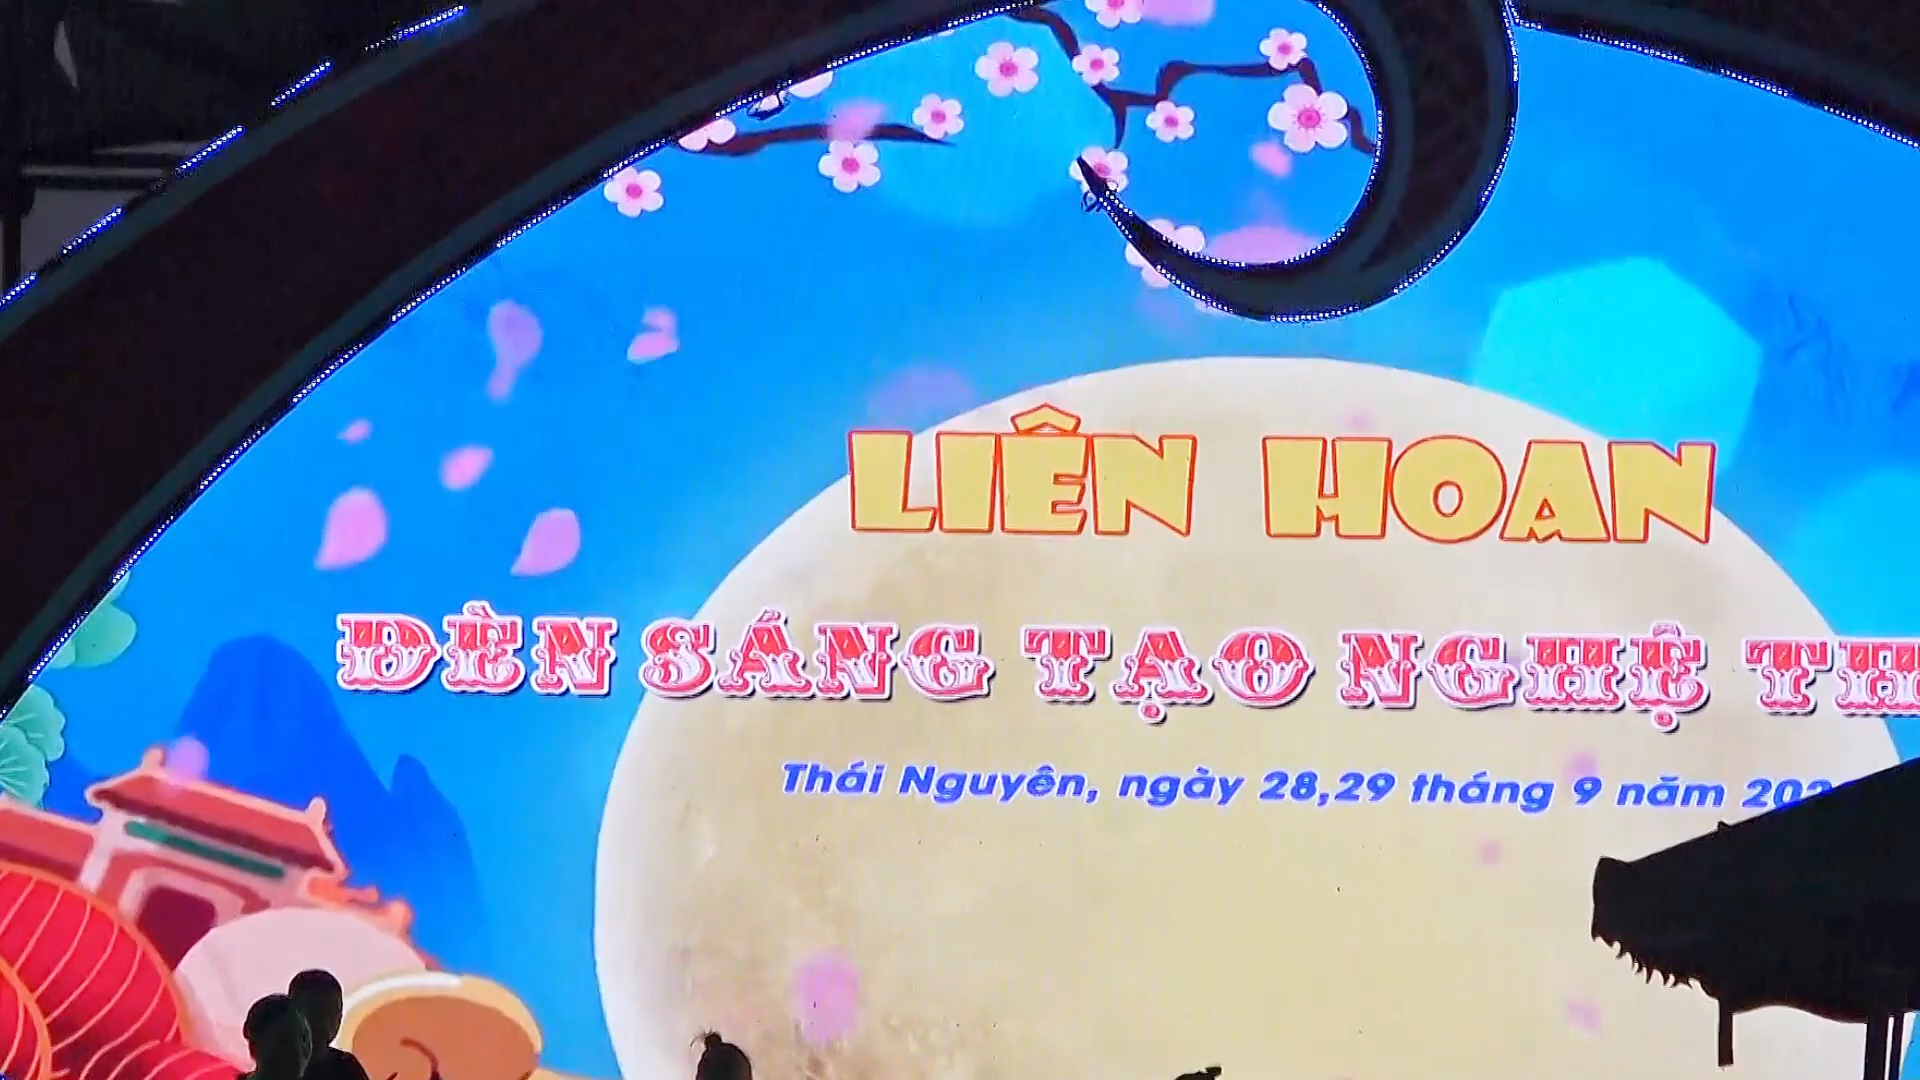 LIÊN HOAN
ĐÈN SÁNG TẠO NGHỆ
Thái Nguyên, ngày 28,29 tháng 9 năm